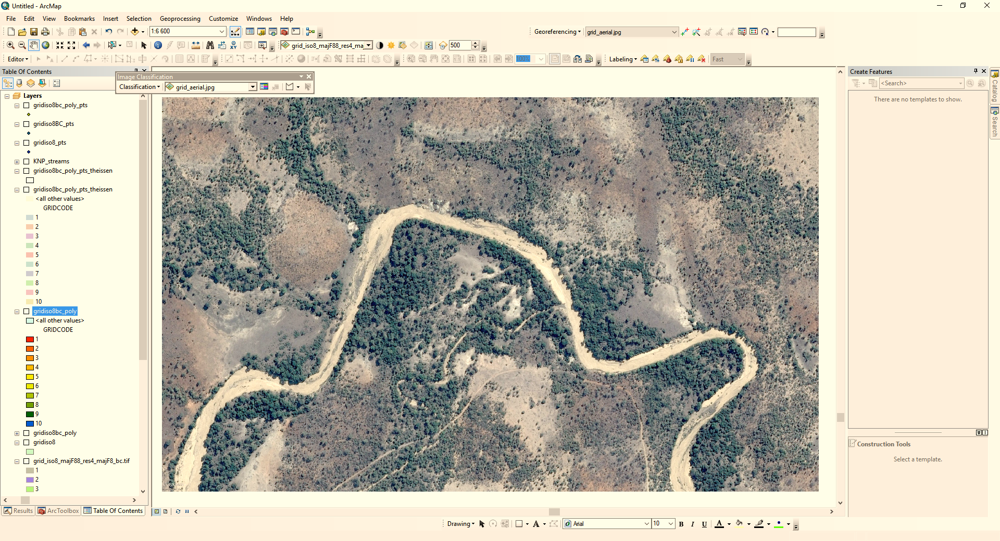 Untitled - ArcMap
File Edit View Bookmarks Insert Selection Geoprocessing Customize Windows Help
1:6 600
Georeferencing
grid_aerial.jpg
grid_iso8_majF88_res4_ma
500
Editor
100%
Labeling
Fast
Table Of Contents
Image Classification
Classification
grid_aerial.jpg
Layers
gridiso8bc_poly_pts
gridiso8BC_pts
gridiso8_pts
KNP_streams
gridiso8bc_poly_pts_theissen
gridiso8bc_poly_pts_theissen
<all other values>
GRIDCODE
1
2
3
4
5
6
7
8
9
10
gridiso8bc_poly
<all other values>
GRIDCODE
1
2
3
4
5
6
7
8
9
10
gridiso8bc_poly
gridiso8
grid_iso8_majF88_res4_majF8_bc.tif
1
2
3
Results ArcToolbox Table Of Contents
Create Features
<Search>
There are no templates to show.
Construction Tools
Select a template.
Catalog
Search
Drawing
A
Arial
10
B I U A